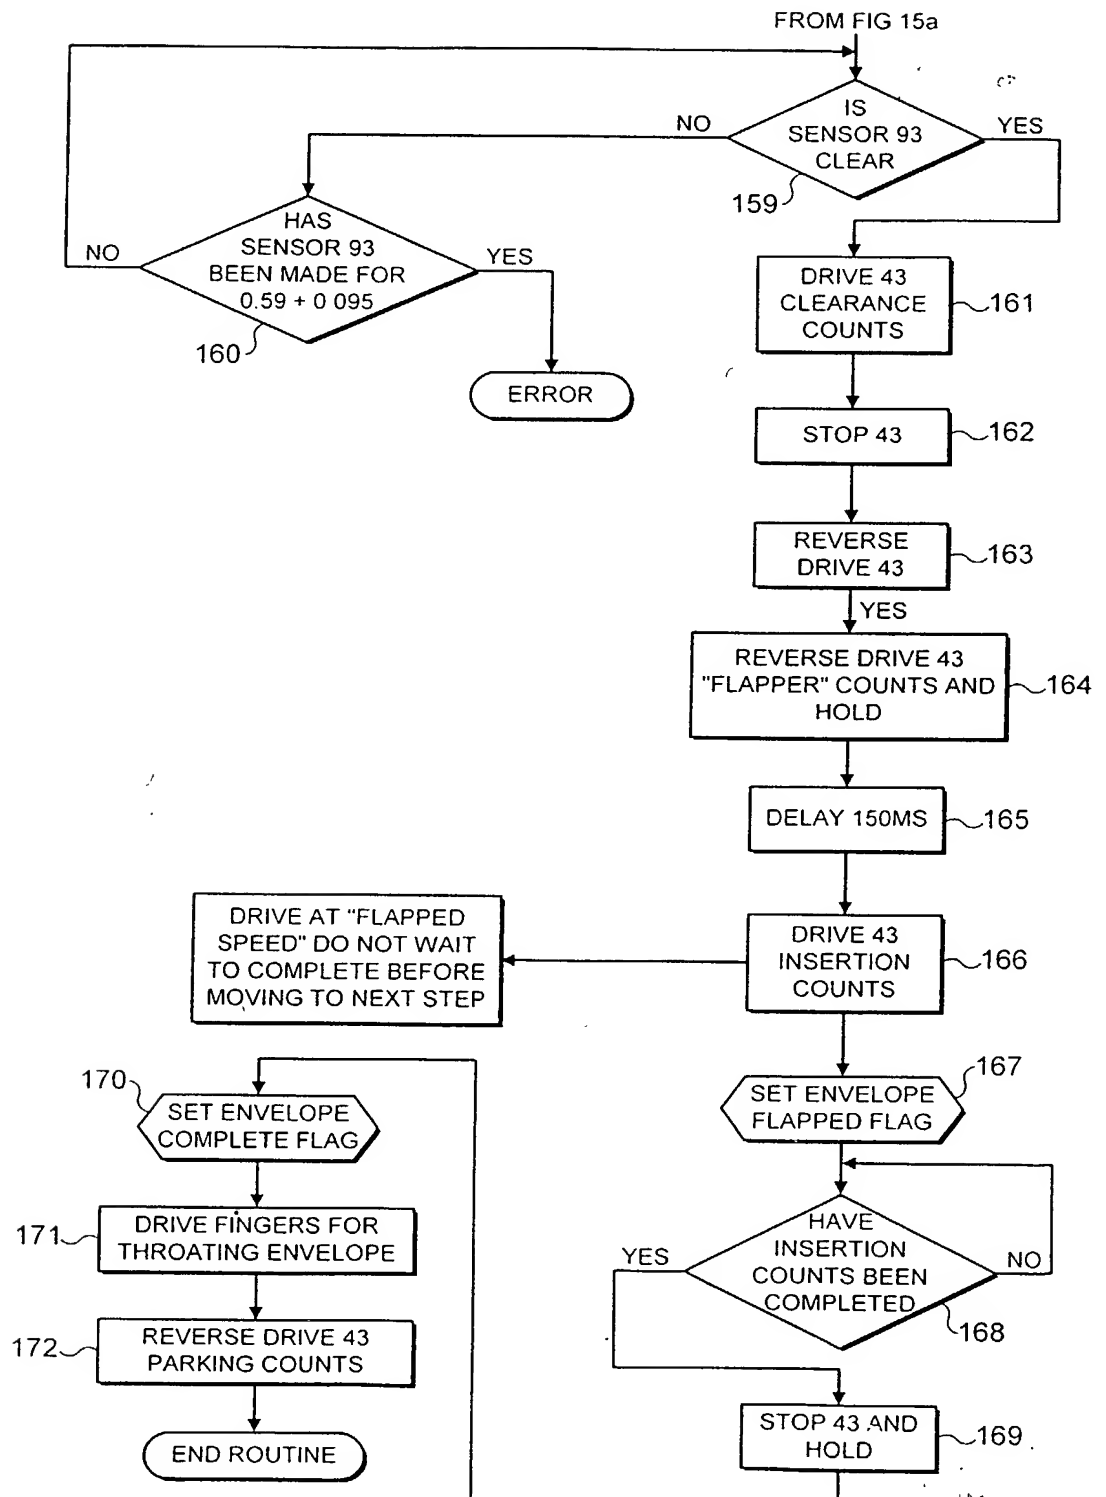 FROM FIG 15a
IS
SENSOR 93
CLEAR
NO
YES
159
HAS
SENSOR 93
BEEN MADE FOR
0.59 + 0 095
NO
YES
160
ERROR
DRIVE 43
CLEARANCE
COUNTS
161
STOP 43
162
REVERSE
DRIVE 43
163
YES
REVERSE DRIVE 43
"FLAPPER" COUNTS AND
HOLD
164
DELAY 150MS
165
DRIVE 43
INSERTION
COUNTS
166
DRIVE AT "FLAPPED
SPEED" DO NOT WAIT
TO COMPLETE BEFORE
MOVING TO NEXT STEP
SET ENVELOPE
FLAPPED FLAG
167
HAVE
INSERTION
COUNTS BEEN
COMPLETED
YES
NO
168
STOP 43 AND
HOLD
169
170
SET ENVELOPE
COMPLETE FLAG
171
DRIVE FINGERS FOR
THROATING ENVELOPE
172
REVERSE DRIVE 43
PARKING COUNTS
END ROUTINE